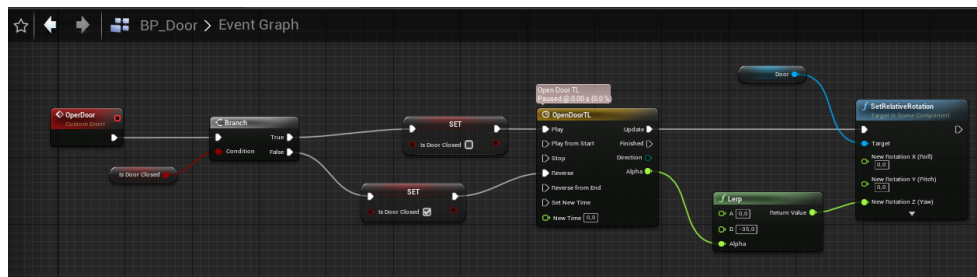 BP_Door > Event Graph
Open Door TL
Paused @ 0.00 s (0.0 %)
OperDoor
Custom Event
Branch
True
Condition
False
Is Door Closed
SET
Is Door Closed
SET
Is Door Closed
OpenDoorTL
Play
Update
Play from Start
Finished
Stop
Direction
Reverse
Alpha
Reverse from End
Set New Time
New Time 0,0
Door
Lerp
A 0,0
Return Value
B -35,0
Alpha
SetRelativeRotation
Target is Scene Component
Target
New Rotation X (Roll)
0,0
New Rotation Y (Pitch)
0,0
New Rotation Z (Yaw)